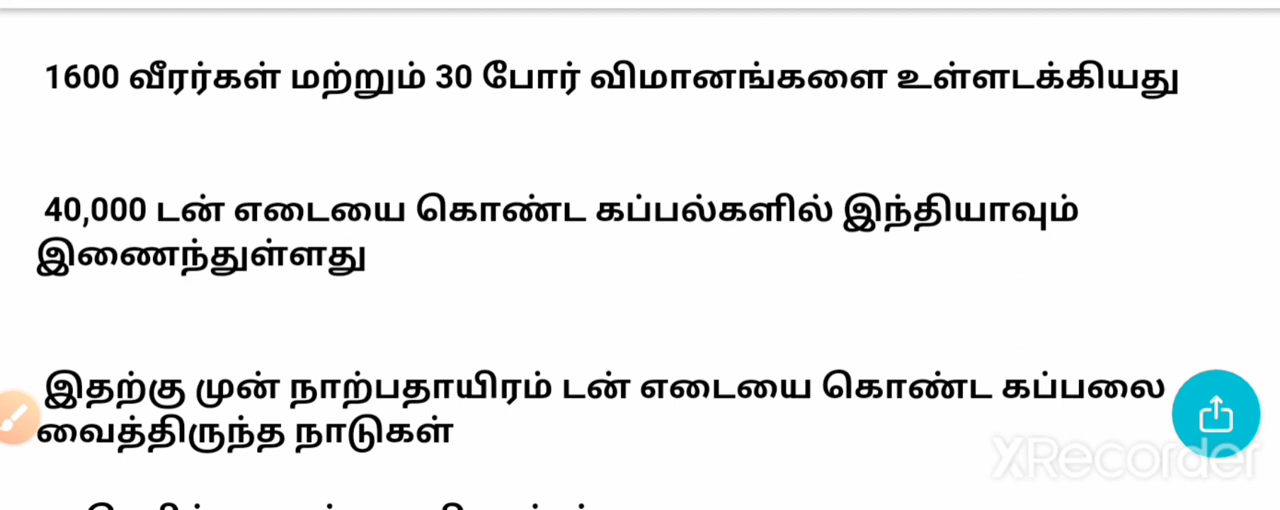 1600 வீரர்கள் மற்றும் 30 போர் விமானங்களை உள்ளடக்கியது
40,000 டன் எடையை கொண்ட கப்பல்களில் இந்தியாவும்
இணைந்துள்ளது
இதற்கு முன் நாற்பதாயிரம் டன் எடையை கொண்ட கப்பலை
வைத்திருந்த நாடுகள்
XRecorder